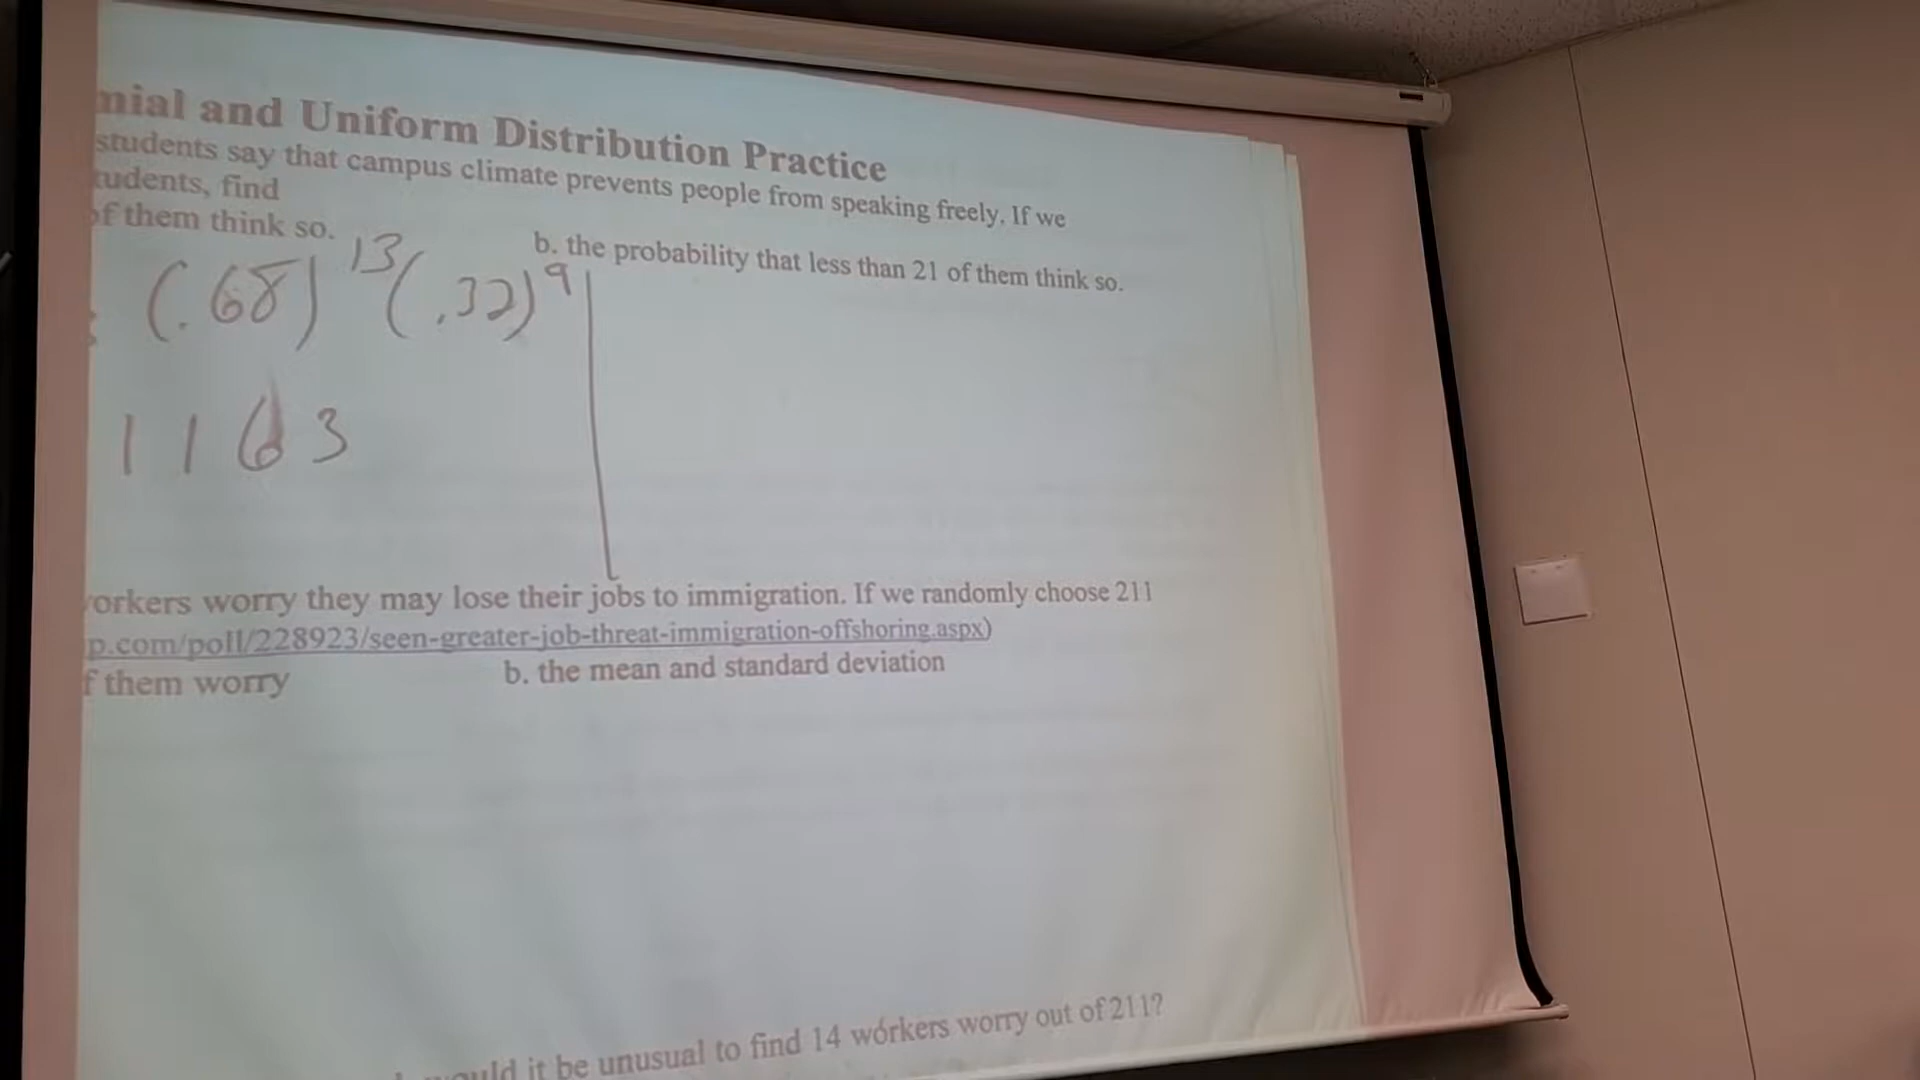 nial and Uniform Distribution Practice
students say that campus climate prevents people from speaking freely. If we
tudents, find
of them think so.
b. the probability that less than 21 of them think so.
(.68)^13 (.32)^9
1163
orkers worry they may lose their jobs to immigration. If we randomly choose 211
p.com/poll/228923/seen-greater-job-threat-immigration-offshoring.aspx)
f them worry
b. the mean and standard deviation
would it be unusual to find 14 workers worry out of 211?